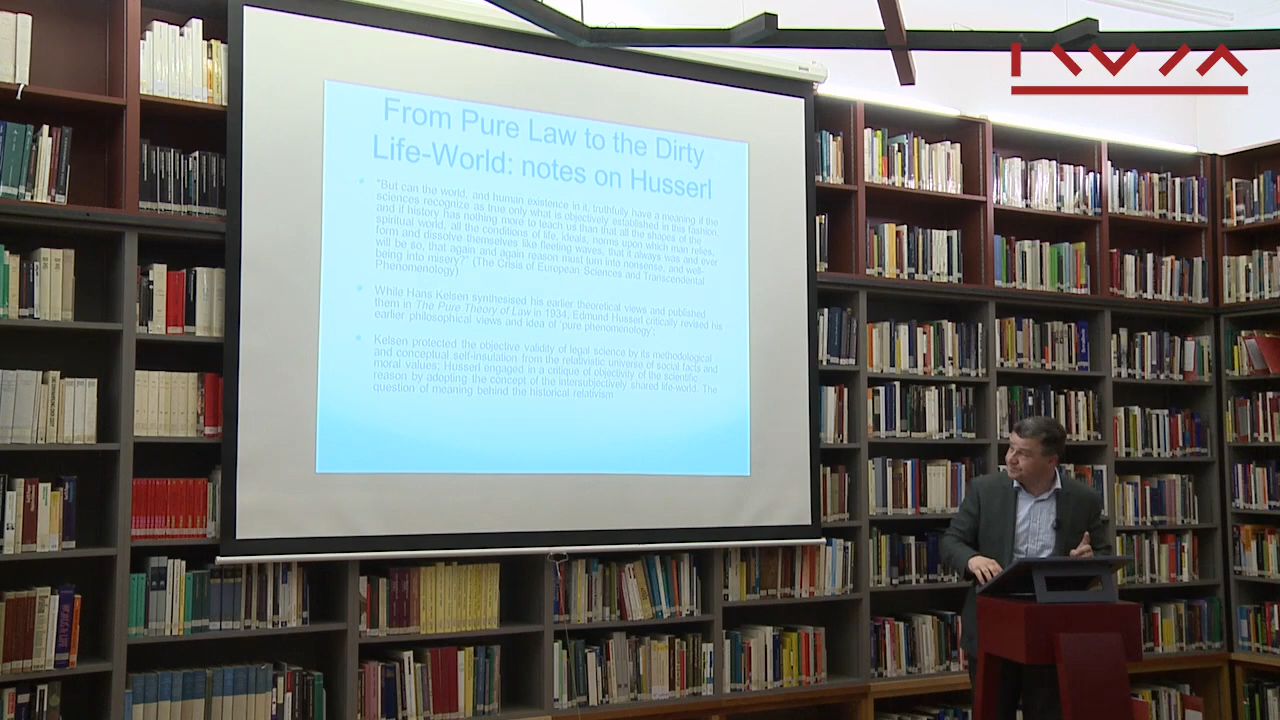 From Pure Law to the Dirty
Life-World: notes on Husserl
"But can the world, and human existence in it, truthfully have a meaning if the
sciences recognize as true only what is objectively established in this fashion,
and if history has nothing more to teach us than that all the shapes of the
spiritual world, all the conditions of life, ideals, norms upon which man relies,
form and dissolve themselves like fleeting waves, that it always was and ever
will be so, that again and again reason must turn into nonsense, and well-
being into misery?" (The Crisis of European Sciences and Transcendental
Phenomenology)
While Hans Kelsen synthesised his earlier theoretical views and published
them in The Pure Theory of Law in 1934, Edmund Husserl critically revised his
earlier philosophical views and idea of 'pure phenomenology';
Kelsen protected the objective validity of legal science by its methodological
and conceptual self-insulation from the relativistic universe of social facts and
moral values; Husserl engaged in a critique of objectivity of the scientific
reason by adopting the concept of the intersubjectively shared life-world. The
question of meaning behind the historical relativism